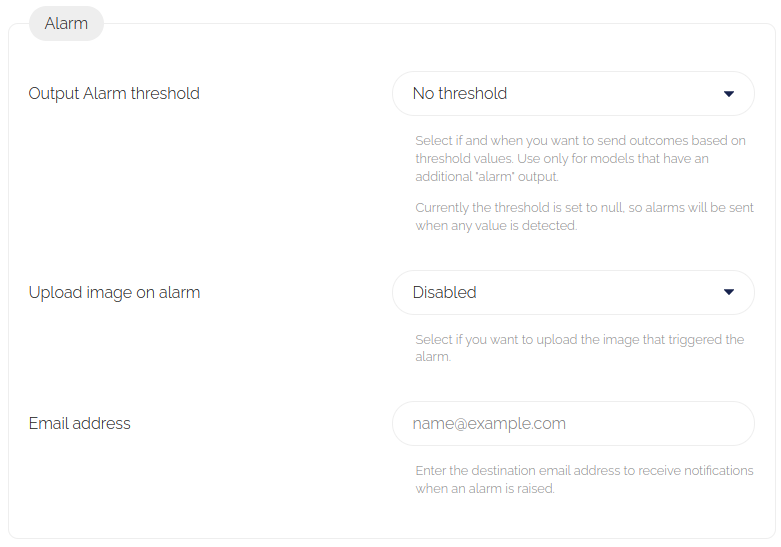 Alarm
Output Alarm threshold
No threshold
Select if and when you want to send outcomes based on
threshold values. Use only for models that have an
additional "alarm" output.
Currently the threshold is set to null, so alarms will be sent
when any value is detected.
Upload image on alarm
Disabled
Select if you want to upload the image that triggered the
alarm.
Email address
name@example.com
Enter the destination email address to receive notifications
when an alarm is raised.